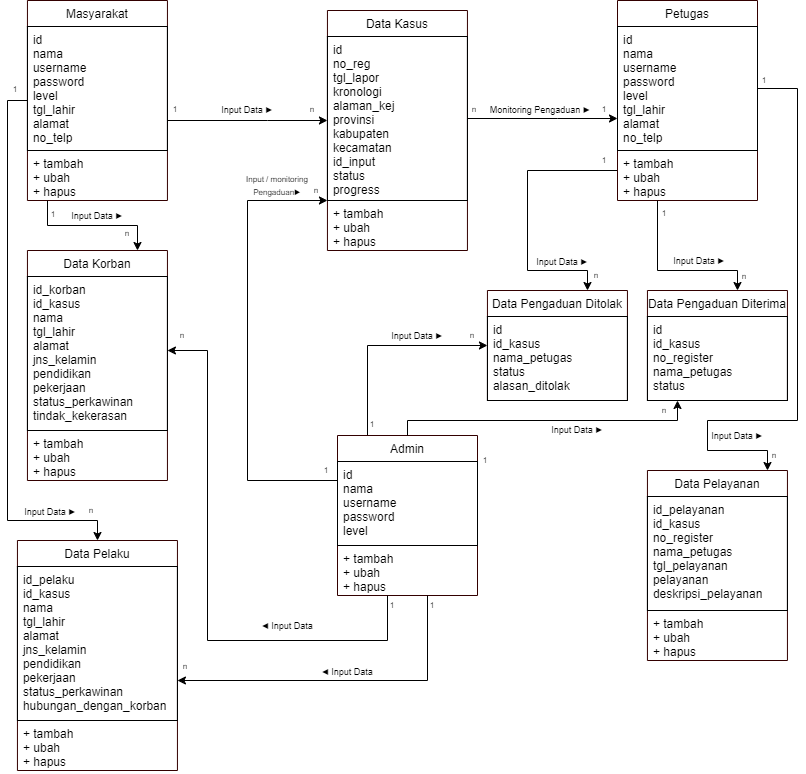 Masyarakat
id
nama
username
password
level
tgl_lahir
alamat
no_telp
+ tambah
+ ubah
+ hapus
Data Kasus
id
no_reg
tgl_lapor
kronologi
alaman_kej
provinsi
kabupaten
kecamatan
id_input
status
progress
+ tambah
+ ubah
+ hapus
Petugas
id
nama
username
password
level
tgl_lahir
alamat
no_telp
+ tambah
+ ubah
+ hapus
1
1 Input Data ► n
n Monitoring Pengaduan ► 1
1
1
1
Input / monitoring
Pengaduan► n
1 Input Data ►
n
Input Data ►
n
Input Data ►
n
Data Korban
id_korban
id_kasus
nama
tgl_lahir
alamat
jns_kelamin
pendidikan
pekerjaan
status_perkawinan
tindak_kekerasan
+ tambah
+ ubah
+ hapus
n
Data Pengaduan Ditolak
id
id_kasus
nama_petugas
status
alasan_ditolak
Data Pengaduan Diterima
id
id_kasus
no_register
nama_petugas
status
Input Data ► n
1
n
Input Data ►
Input Data ►
n
1
1
Admin
id
nama
username
password
level
+ tambah
+ ubah
+ hapus
Data Pelayanan
id_pelayanan
id_kasus
no_register
nama_petugas
tgl_pelayanan
pelayanan
deskripsi_pelayanan
+ tambah
+ ubah
+ hapus
Input Data ► n
Data Pelaku
id_pelaku
id_kasus
nama
tgl_lahir
alamat
jns_kelamin
pendidikan
pekerjaan
status_perkawinan
hubungan_dengan_korban
+ tambah
+ ubah
+ hapus
1
1
◄ Input Data
n
◄ Input Data